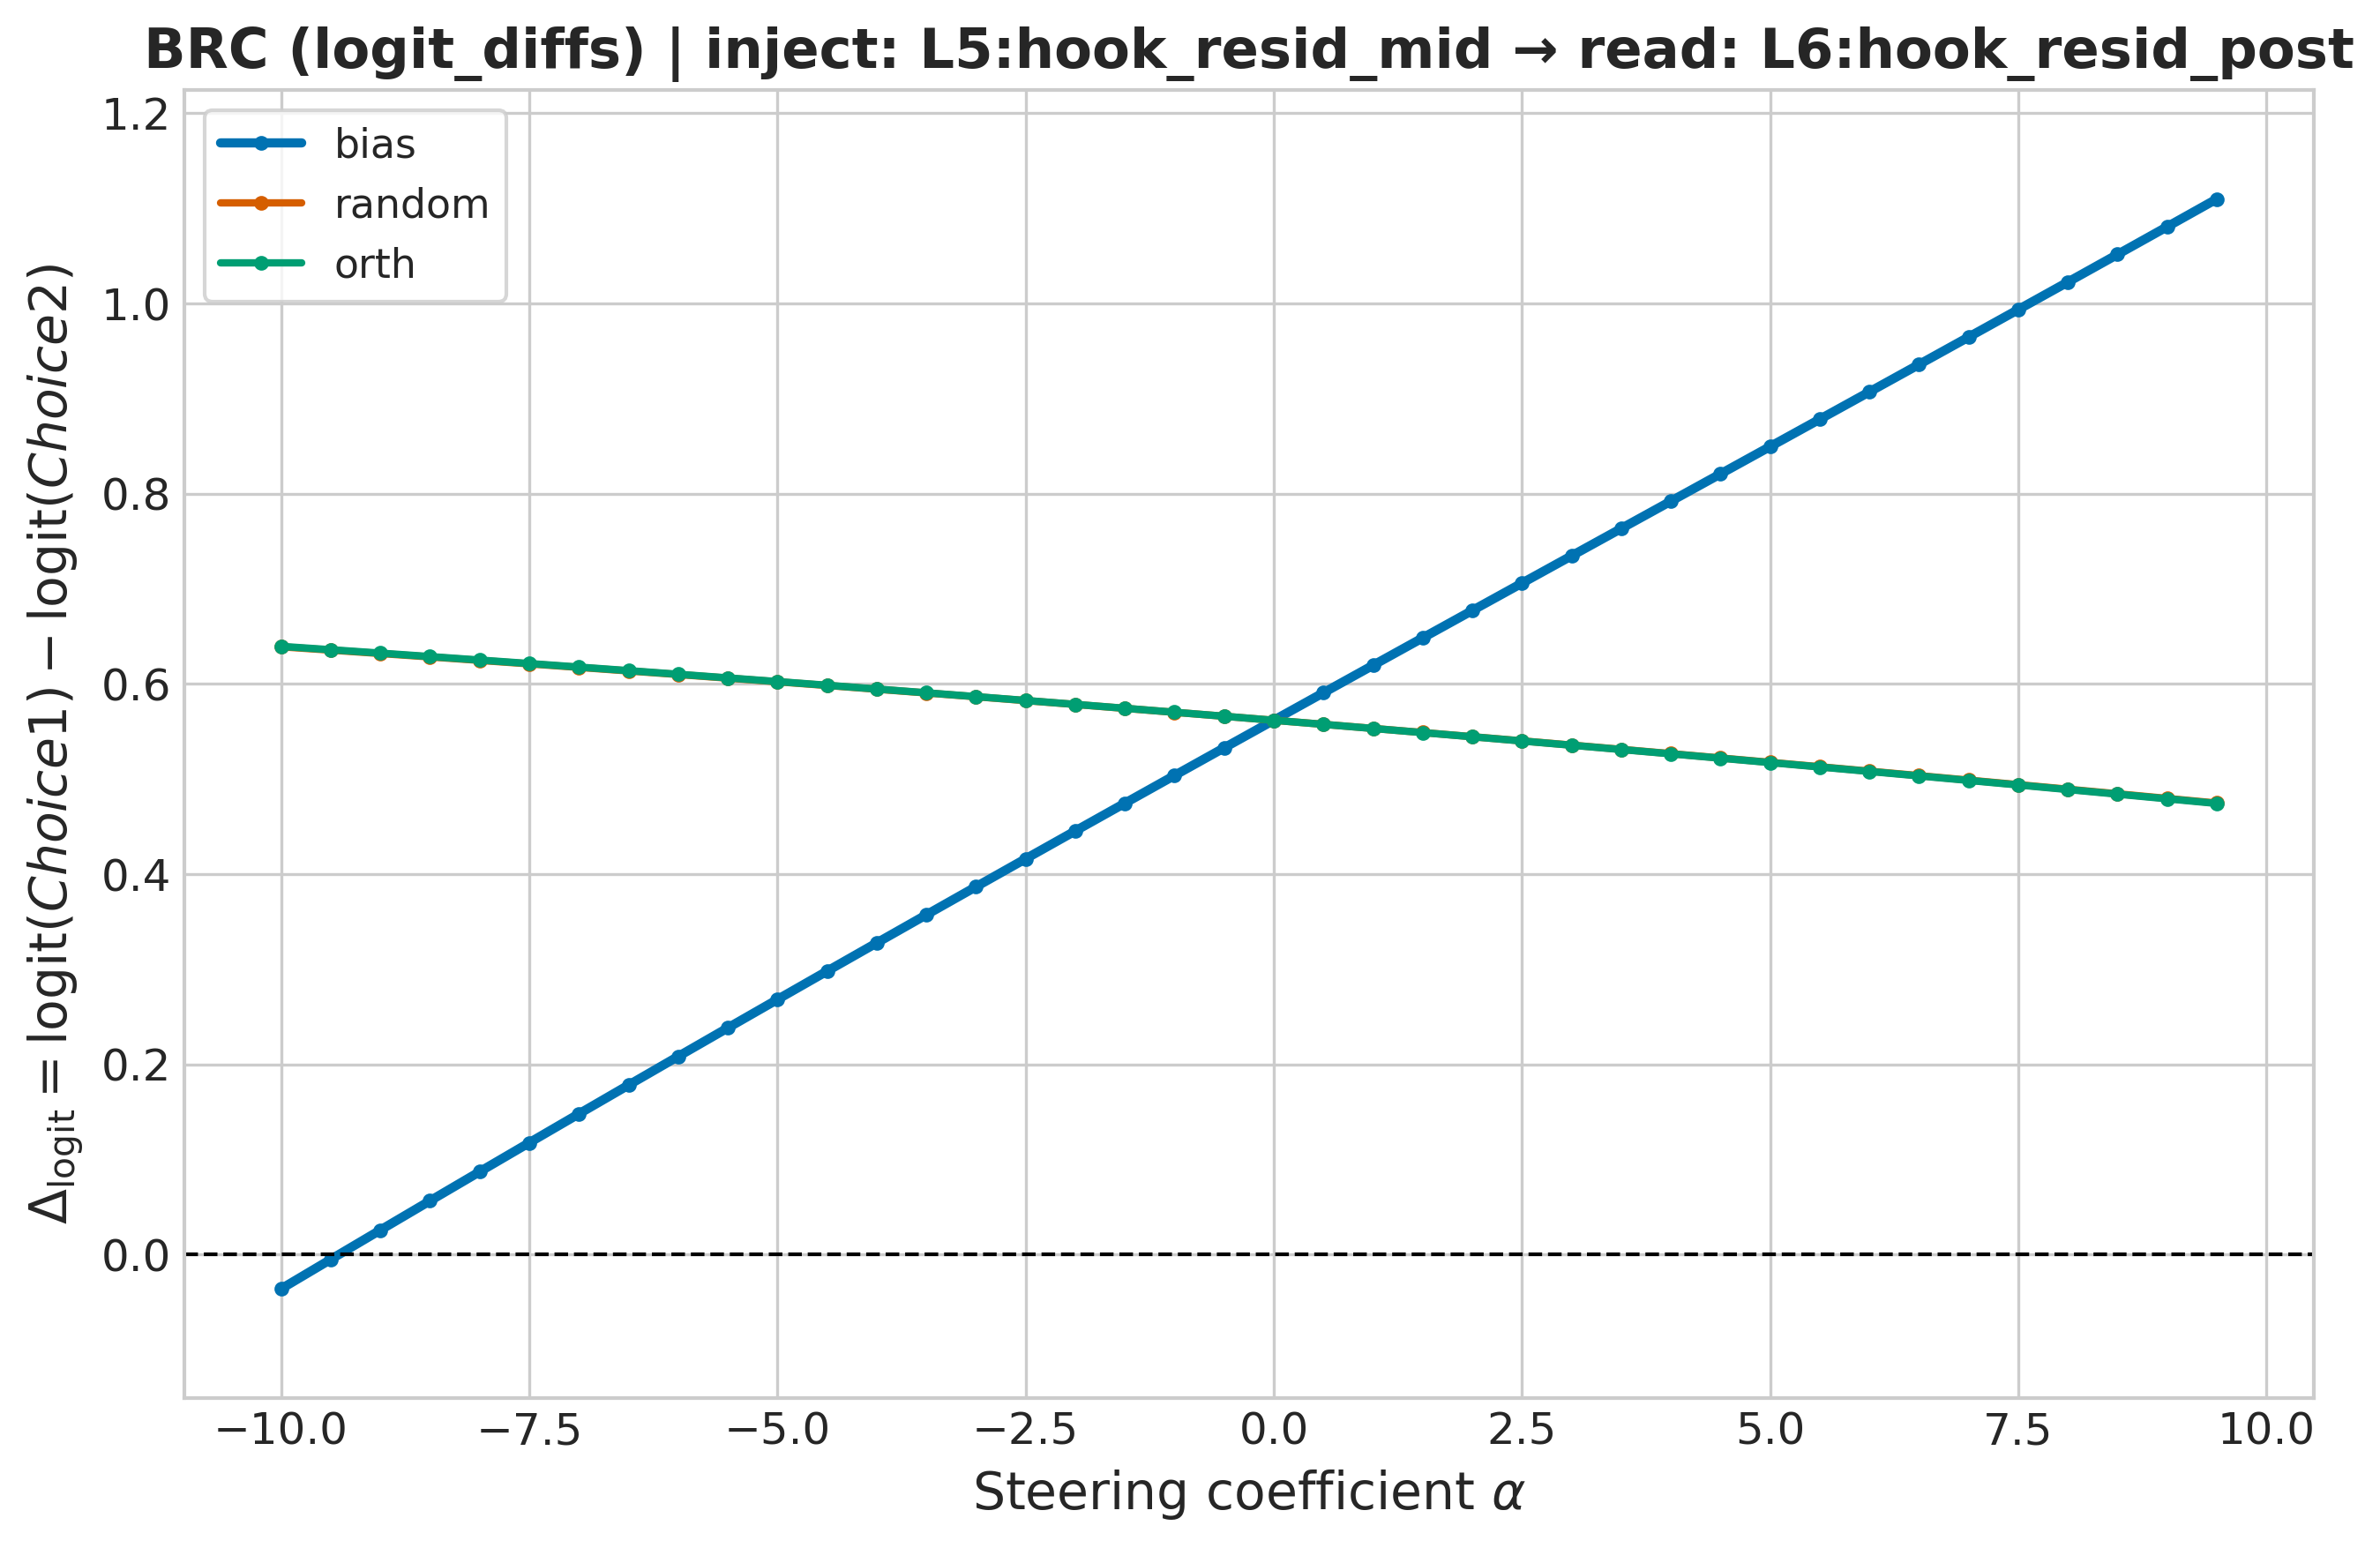 BRC (logit_diffs) | inject: L5:hook_resid_mid → read: L6:hook_resid_post
bias
random
orth
Δlogit = logit(Choice1) − logit(Choice2)
1.2
1.0
0.8
0.6
0.4
0.2
0.0
−10.0 −7.5 −5.0 −2.5 0.0 2.5 5.0 7.5 10.0
Steering coefficient α